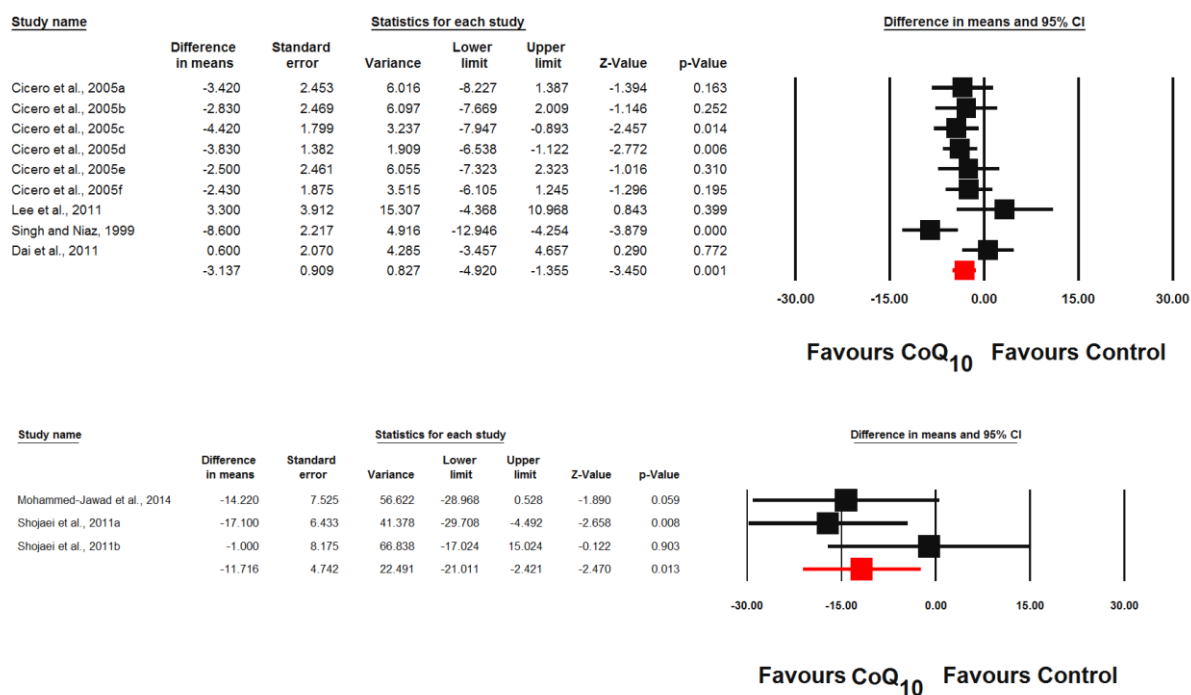 Study name Statistics for each study Difference in means and 95% CI
Difference in means Standard error Variance Lower limit Upper limit Z-Value p-Value
Cicero et al., 2005a -3.420 2.453 6.016 -8.227 1.387 -1.394 0.163
Cicero et al., 2005b -2.830 2.469 6.097 -7.669 2.009 -1.146 0.252
Cicero et al., 2005c -4.420 1.799 3.237 -7.947 -0.893 -2.457 0.014
Cicero et al., 2005d -3.830 1.382 1.909 -6.538 -1.122 -2.772 0.006
Cicero et al., 2005e -2.500 2.461 6.055 -7.323 2.323 -1.016 0.310
Cicero et al., 2005f -2.430 1.875 3.515 -6.105 1.245 -1.296 0.195
Lee et al., 2011 3.300 3.912 15.307 -4.368 10.968 0.843 0.399
Singh and Niaz, 1999 -8.600 2.217 4.916 -12.946 -4.254 -3.879 0.000
Dai et al., 2011 0.600 2.070 4.285 -3.457 4.657 0.290 0.772
-3.137 0.909 0.827 -4.920 -1.355 -3.450 0.001
-30.00 -15.00 0.00 15.00 30.00
Favours CoQ10 Favours Control
Study name Statistics for each study Difference in means and 95% CI
Difference in means Standard error Variance Lower limit Upper limit Z-Value p-Value
Mohammed-Jawad et al., 2014 -14.220 7.525 56.622 -28.968 0.528 -1.890 0.059
Shojaei et al., 2011a -17.100 6.433 41.378 -29.708 -4.492 -2.658 0.008
Shojaei et al., 2011b -1.000 8.175 66.838 -17.024 15.024 -0.122 0.903
-11.716 4.742 22.491 -21.011 -2.421 -2.470 0.013
-30.00 -15.00 0.00 15.00 30.00
Favours CoQ10 Favours Control